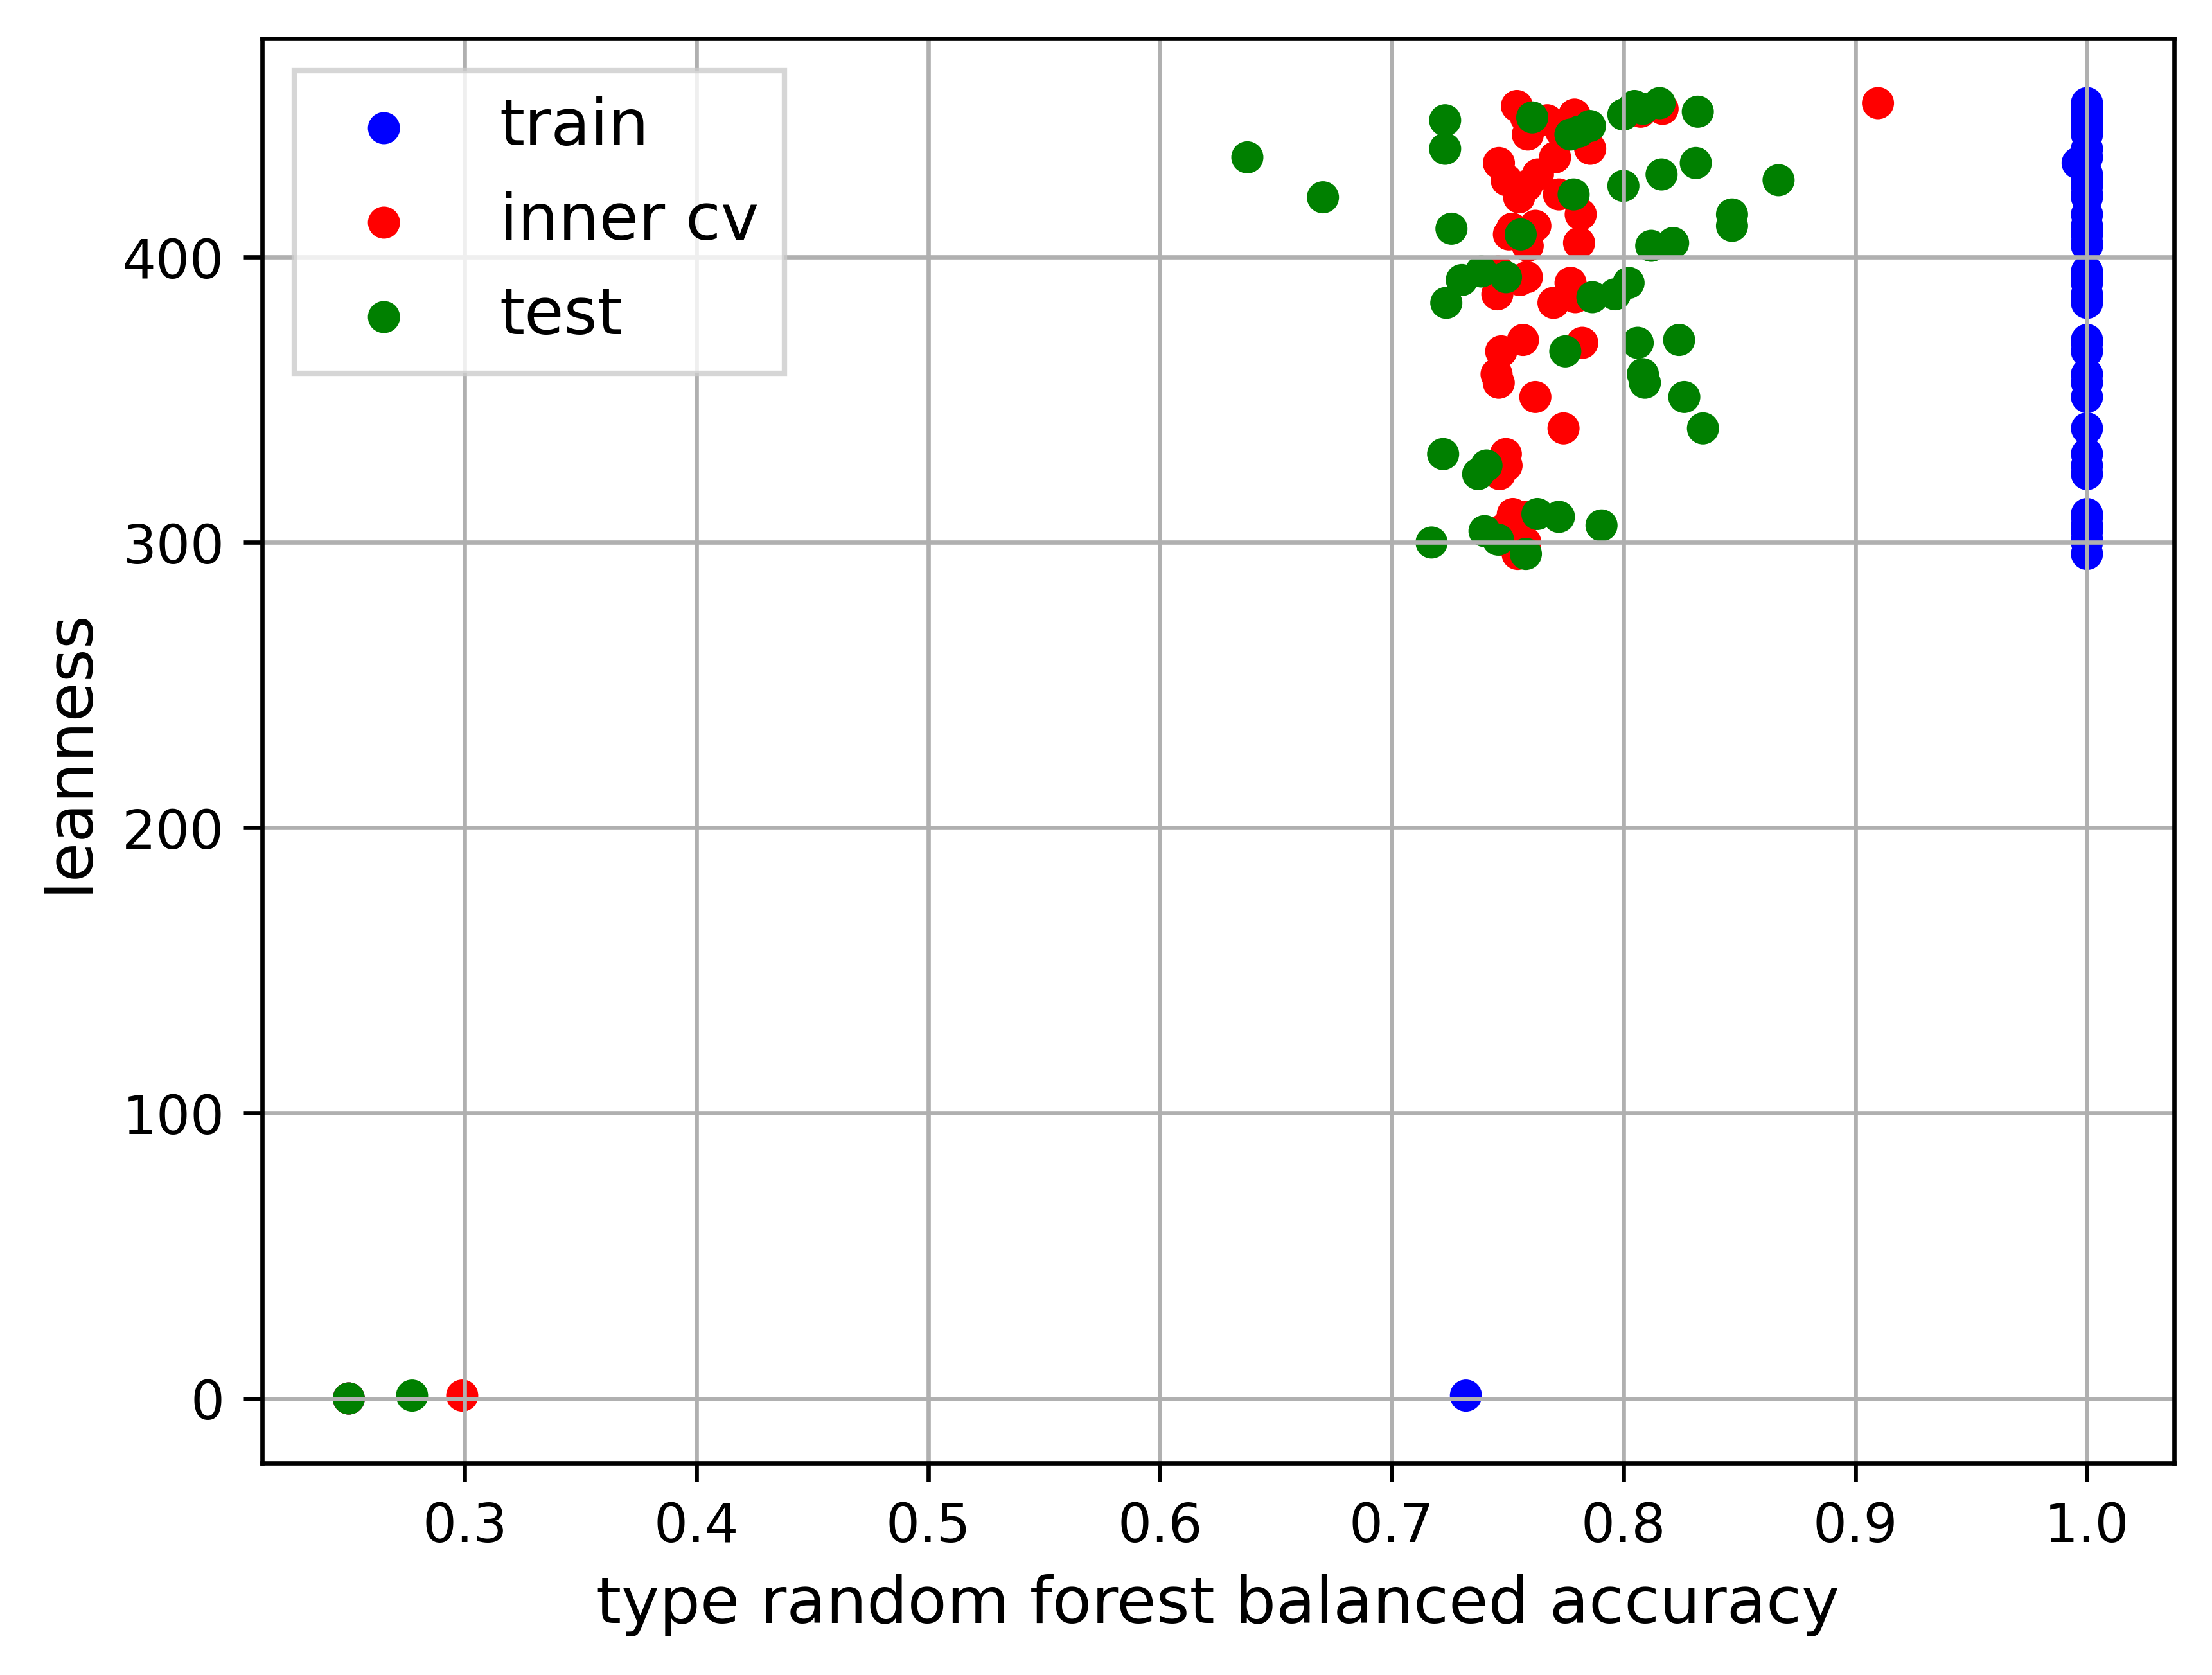 train
inner cv
test
400
300
200
100
0
leanness
0.3 0.4 0.5 0.6 0.7 0.8 0.9 1.0
type random forest balanced accuracy